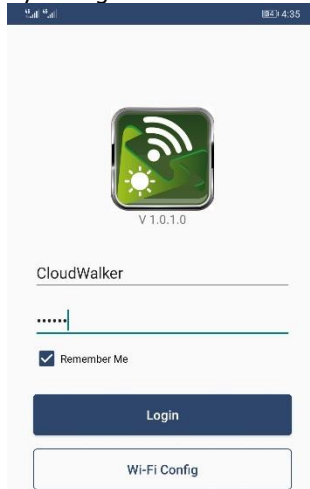 4:35
V 1.0.1.0
CloudWalker
••••••
Remember Me
Login
Wi-Fi Config